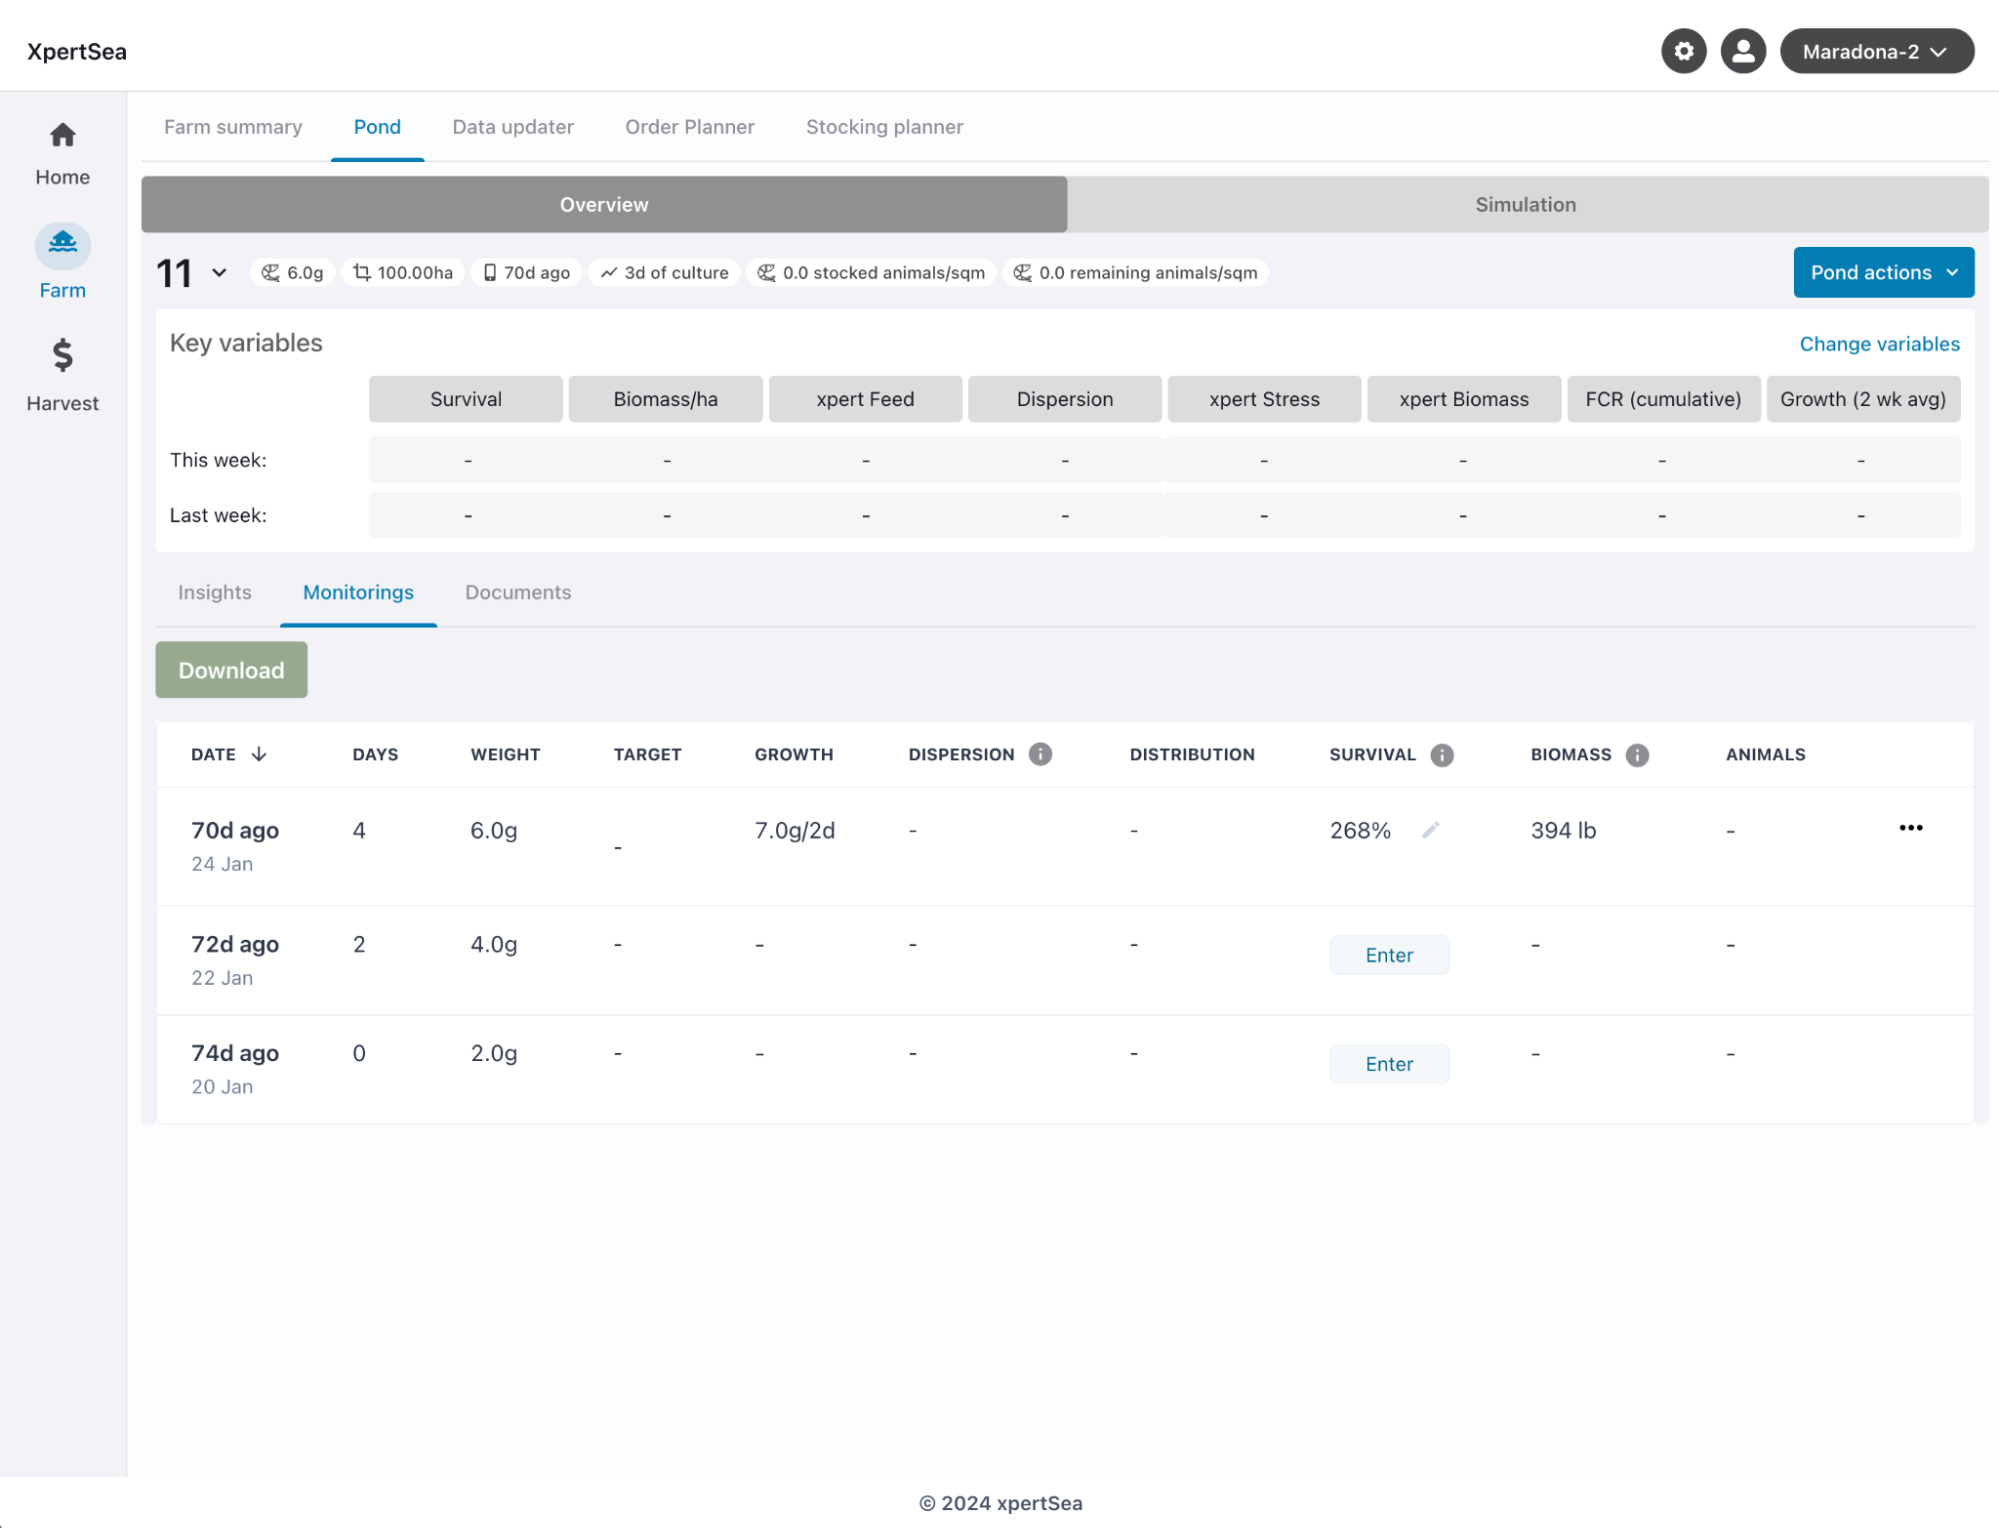 XpertSea
Maradona-2
Home
Farm
Harvest
Farm summary Pond Data updater Order Planner Stocking planner
Overview Simulation
11 6.0g 100.00ha 70d ago 3d of culture 0.0 stocked animals/sqm 0.0 remaining animals/sqm Pond actions
Key variables Change variables
Survival Biomass/ha xpert Feed Dispersion xpert Stress xpert Biomass FCR (cumulative) Growth (2 wk avg)
This week: - - - - - - - -
Last week: - - - - - - - -
Insights Monitorings Documents
Download
DATE DAYS WEIGHT TARGET GROWTH DISPERSION DISTRIBUTION SURVIVAL BIOMASS ANIMALS
70d ago 4 6.0g - 7.0g/2d - - 268% 394 lb -
24 Jan
72d ago 2 4.0g - - - - Enter - -
22 Jan
74d ago 0 2.0g - - - - Enter - -
20 Jan
© 2024 xpertSea